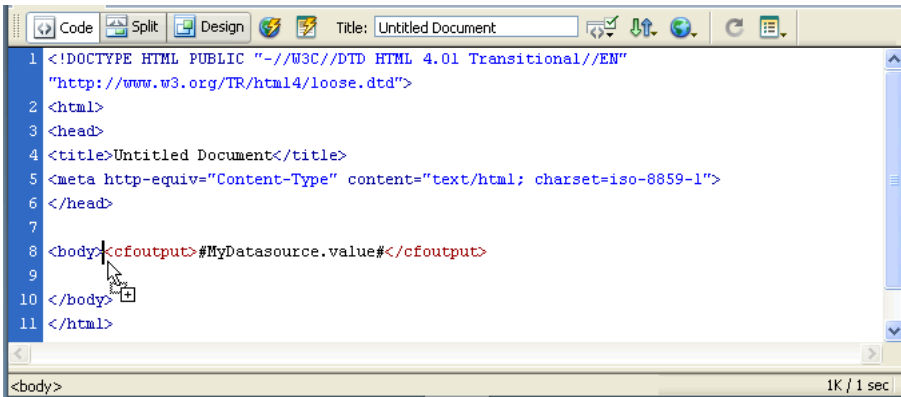 Code Split Design Title: Untitled Document
1 <!DOCTYPE HTML PUBLIC "-//W3C//DTD HTML 4.01 Transitional//EN"
"http://www.w3.org/TR/html4/loose.dtd">
2 <html>
3 <head>
4 <title>Untitled Document</title>
5 <meta http-equiv="Content-Type" content="text/html; charset=iso-8859-1">
6 </head>
7
8 <body><cfoutput>#MyDatasource.value#</cfoutput>
9
10 </body>
11 </html>
<body> 1K / 1 sec